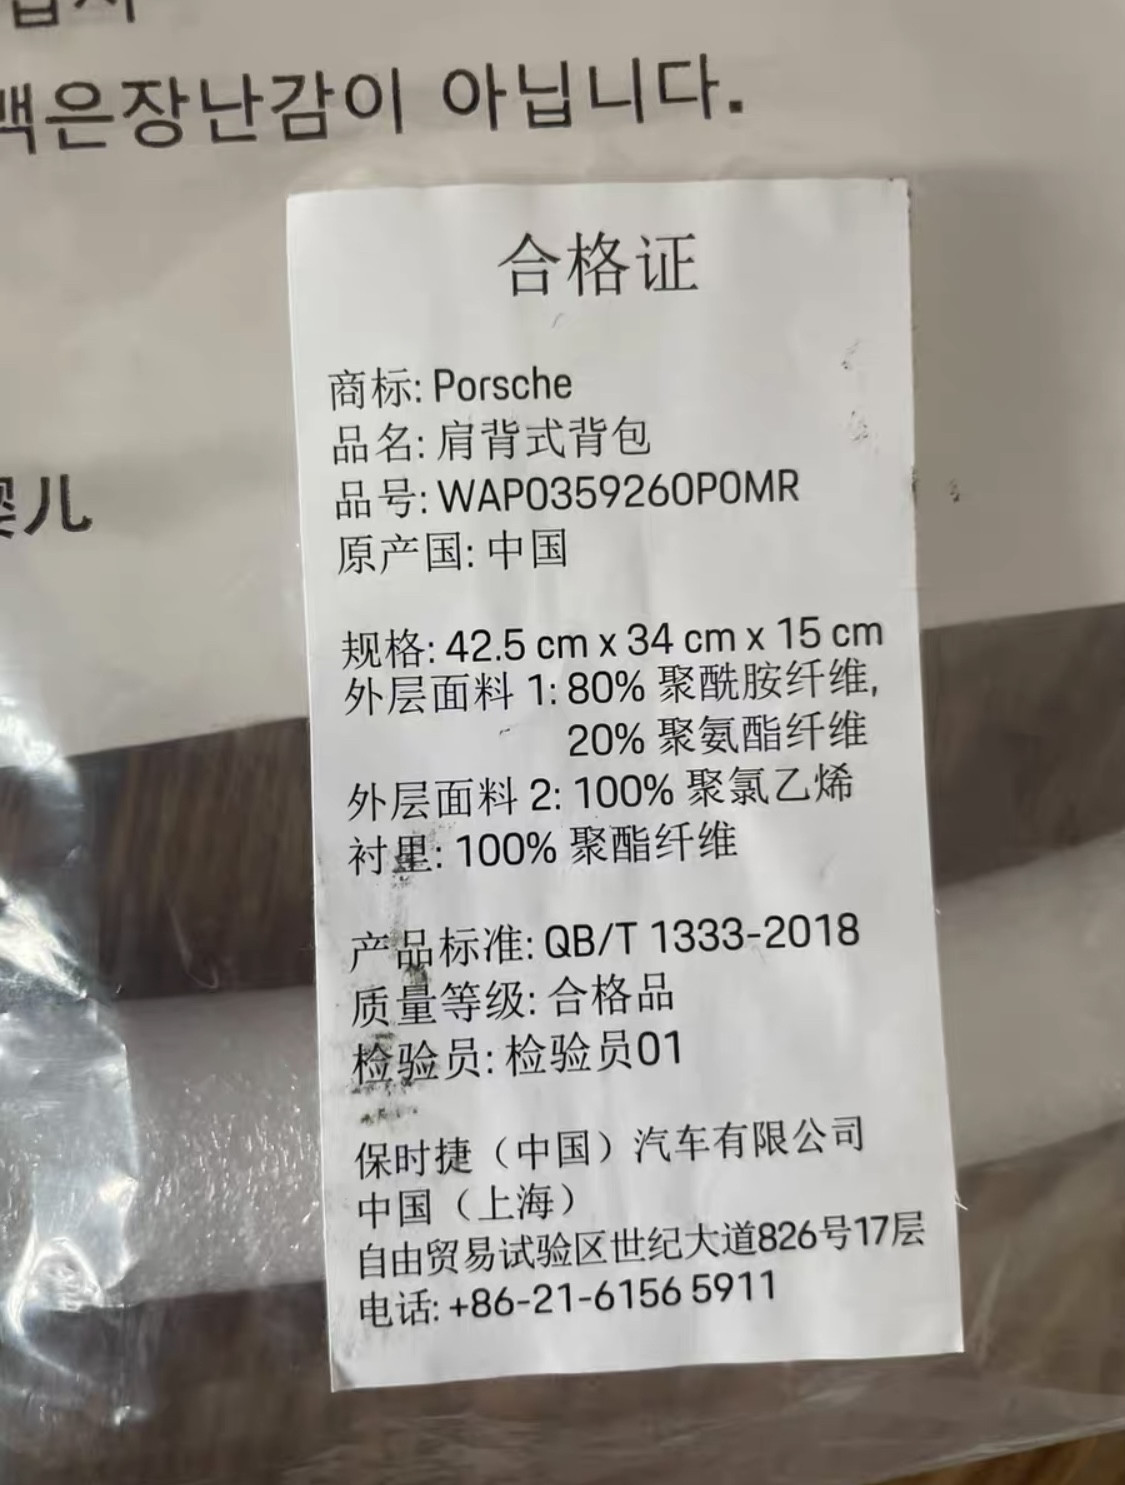 백은장난감이 아닙니다.
合格证
商标: Porsche
品名: 肩背式背包
品号: WAP0359260P0MR
原产国: 中国
儿
规格: 42.5 cm x 34 cm x 15 cm
外层面料 1: 80% 聚酰胺纤维,
20% 聚氨酯纤维
外层面料 2: 100% 聚氯乙烯
衬里: 100% 聚酯纤维
产品标准: QB/T 1333-2018
质量等级: 合格品
检验员: 检验员01
保时捷（中国）汽车有限公司
中国（上海）
自由贸易试验区世纪大道826号17层
电话: +86-21-6156 5911